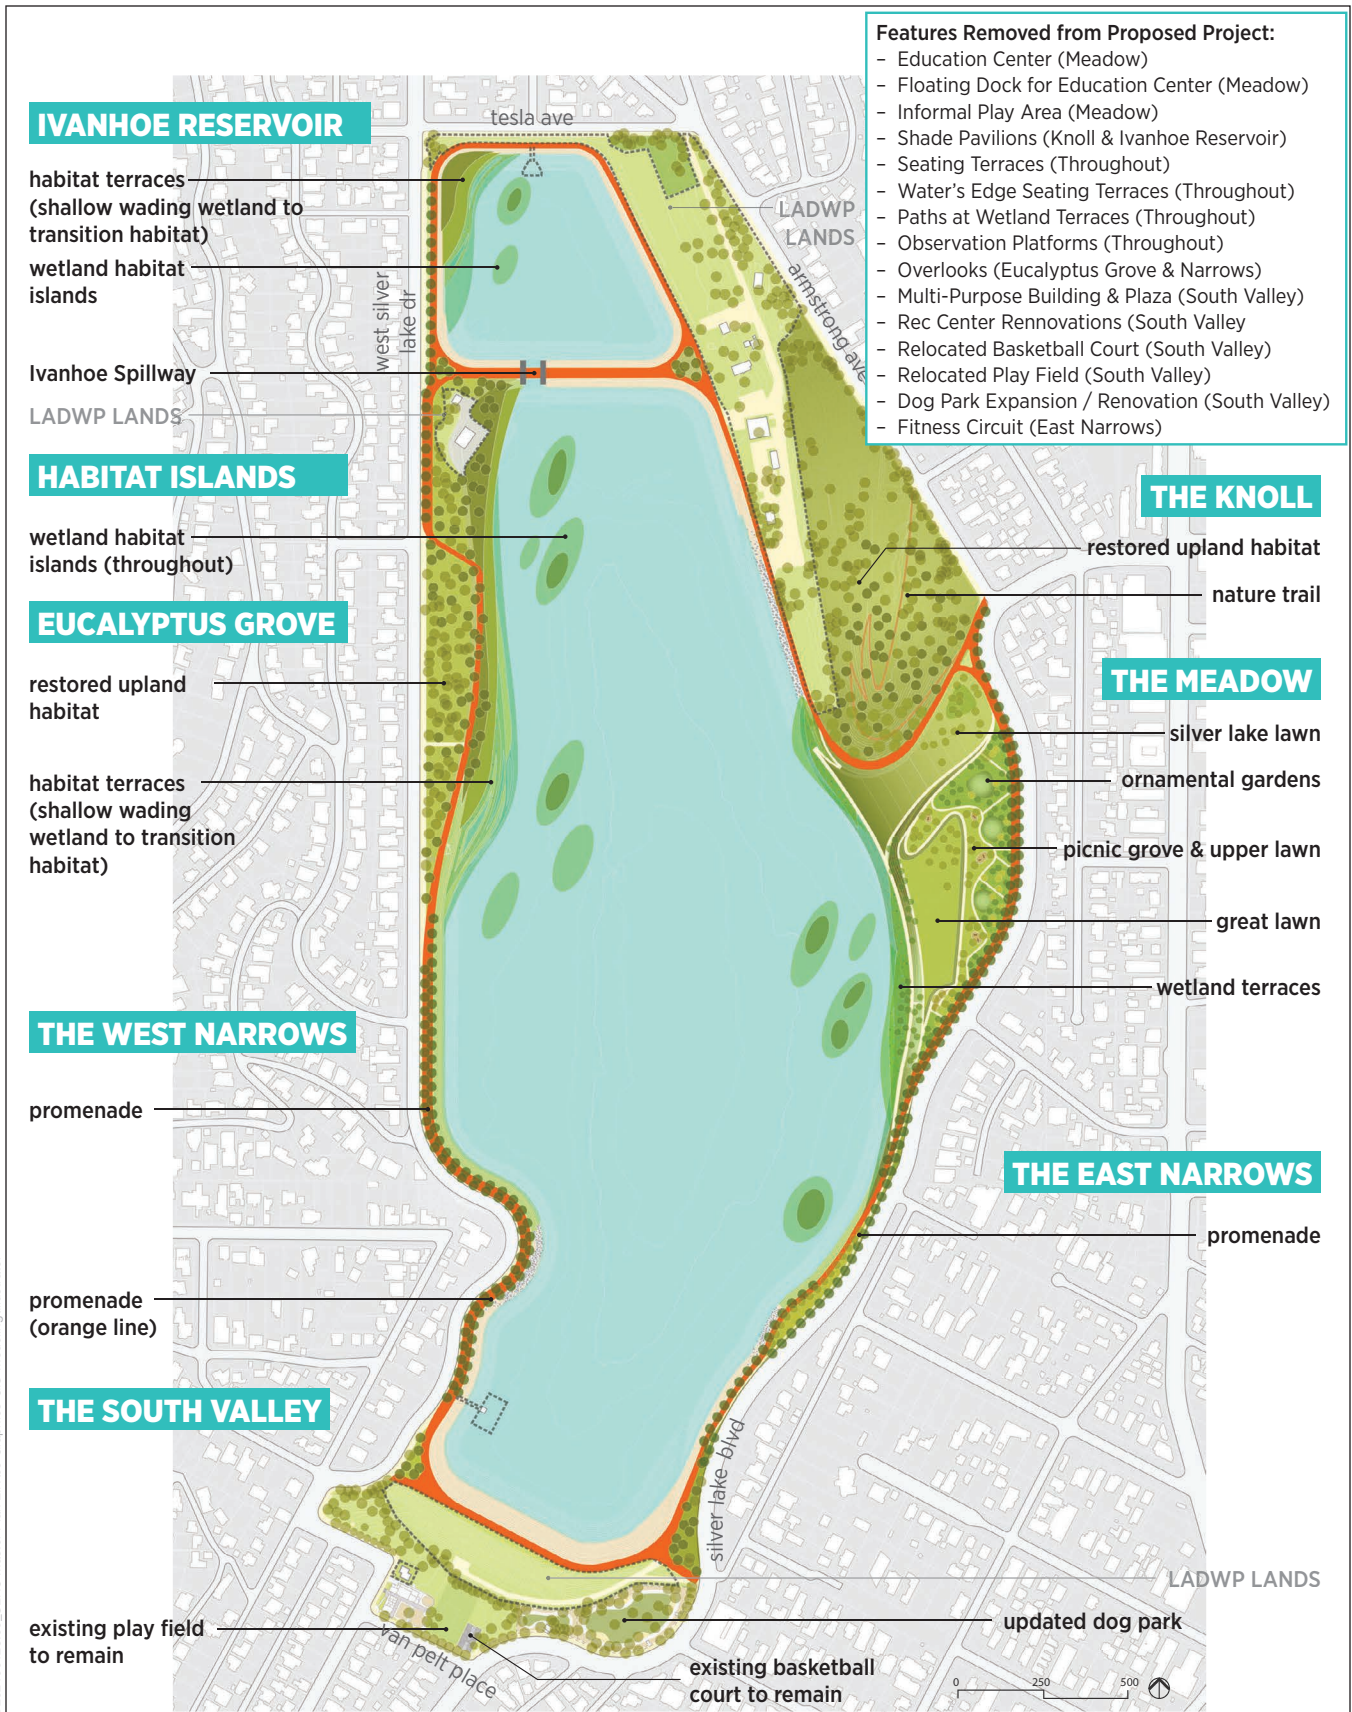 Features Removed from Proposed Project:
– Education Center (Meadow)
– Floating Dock for Education Center (Meadow)
– Informal Play Area (Meadow)
– Shade Pavilions (Knoll & Ivanhoe Reservoir)
– Seating Terraces (Throughout)
– Water's Edge Seating Terraces (Throughout)
– Paths at Wetland Terraces (Throughout)
– Observation Platforms (Throughout)
– Overlooks (Eucalyptus Grove & Narrows)
– Multi-Purpose Building & Plaza (South Valley)
– Rec Center Rennovations (South Valley
– Relocated Basketball Court (South Valley)
– Relocated Play Field (South Valley)
– Dog Park Expansion / Renovation (South Valley)
– Fitness Circuit (East Narrows)
tesla ave
IVANHOE RESERVOIR
habitat terraces
(shallow wading wetland to
transition habitat)
wetland habitat
islands
LADWP
LANDS
armstrong ave
west silver
lake dr
Ivanhoe Spillway
LADWP LANDS
HABITAT ISLANDS
wetland habitat
islands (throughout)
EUCALYPTUS GROVE
restored upland
habitat
habitat terraces
(shallow wading
wetland to transition
habitat)
THE WEST NARROWS
promenade
promenade
(orange line)
THE SOUTH VALLEY
existing play field
to remain
van pelt place
THE KNOLL
restored upland habitat
nature trail
THE MEADOW
silver lake lawn
ornamental gardens
picnic grove & upper lawn
great lawn
wetland terraces
THE EAST NARROWS
promenade
silver lake blvd
LADWP LANDS
updated dog park
existing basketball
court to remain
0 250 500